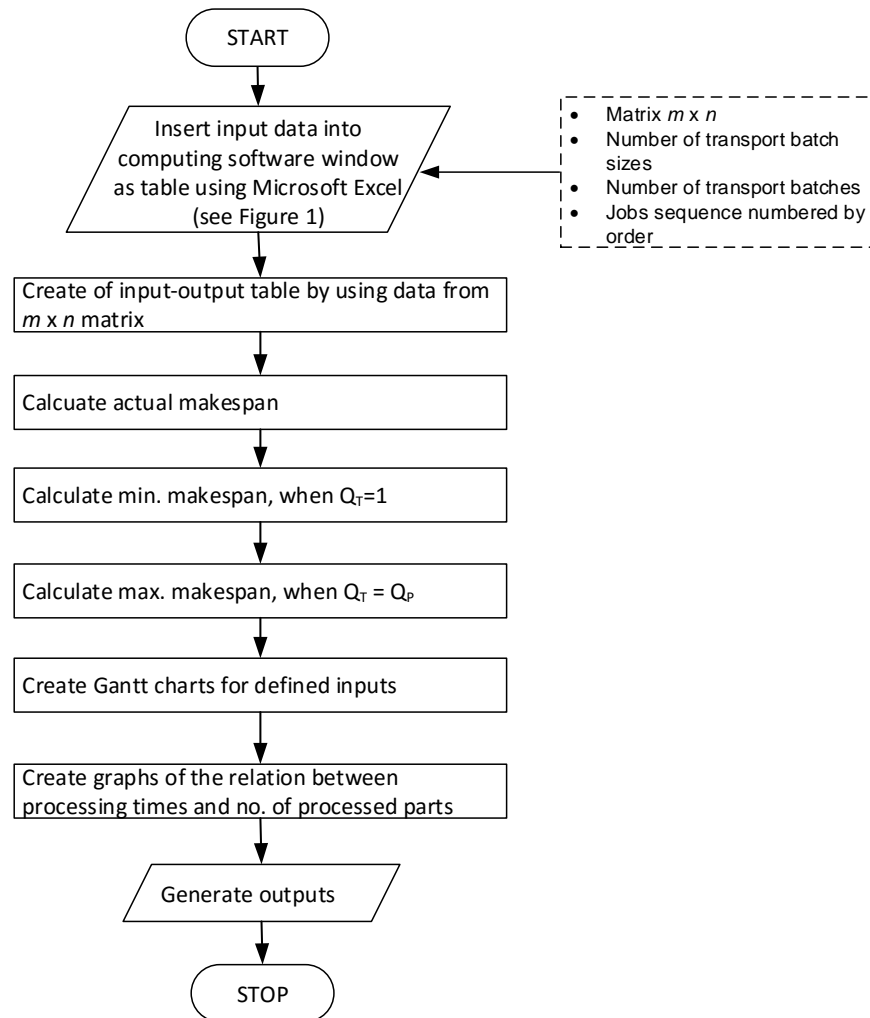 START
Insert input data into
computing software window
as table using Microsoft Excel
(see Figure 1)
• Matrix m x n
• Number of transport batch
sizes
• Number of transport batches
• Jobs sequence numbered by
order
Create of input-output table by using data from
m x n matrix
Calcuate actual makespan
Calculate min. makespan, when Q_T=1
Calculate max. makespan, when Q_T = Q_P
Create Gantt charts for defined inputs
Create graphs of the relation between
processing times and no. of processed parts
Generate outputs
STOP